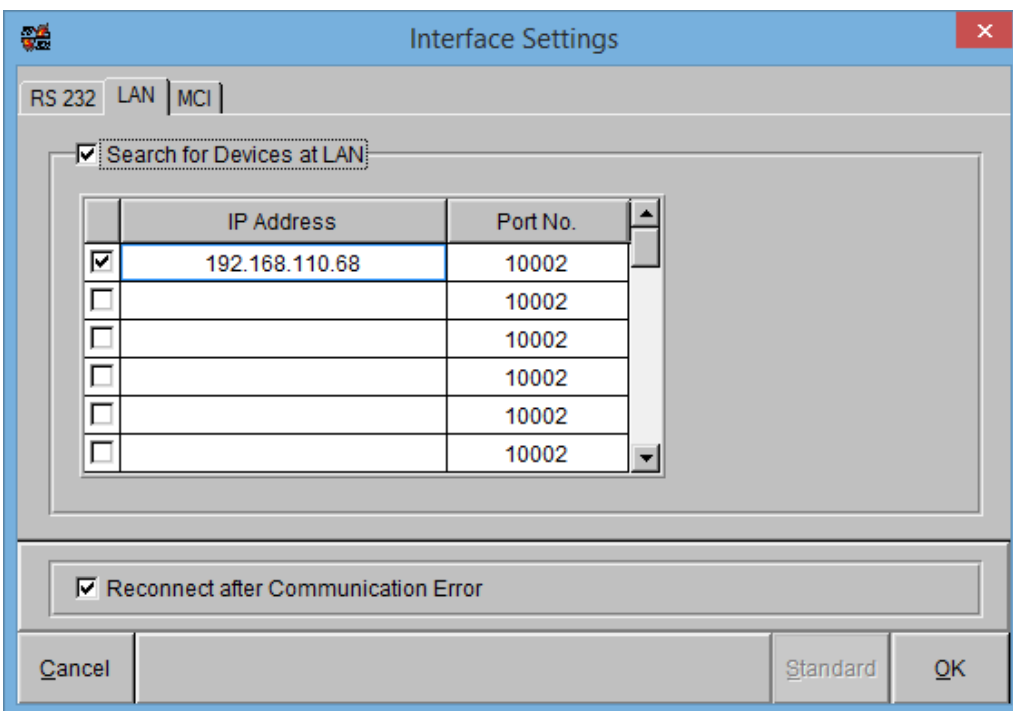 Interface Settings
RS 232 LAN MCI
Search for Devices at LAN
IP Address Port No.
192.168.110.68 10002
10002
10002
10002
10002
10002
Reconnect after Communication Error
Cancel Standard OK